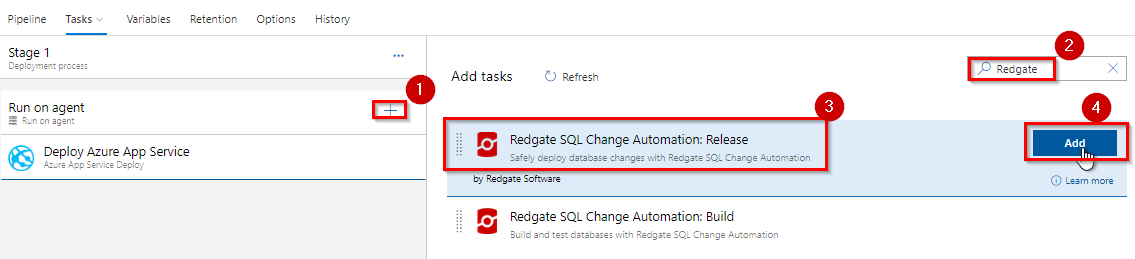 Pipeline Tasks Variables Retention Options History
Stage 1
Deployment process
...
Run on agent
Run on agent
1
Deploy Azure App Service
Azure App Service Deploy
2
Add tasks Refresh Redgate
3
4
Redgate SQL Change Automation: Release
Safely deploy database changes with Redgate SQL Change Automation
Add
by Redgate Software
Learn more
Redgate SQL Change Automation: Build
Build and test databases with Redgate SQL Change Automation